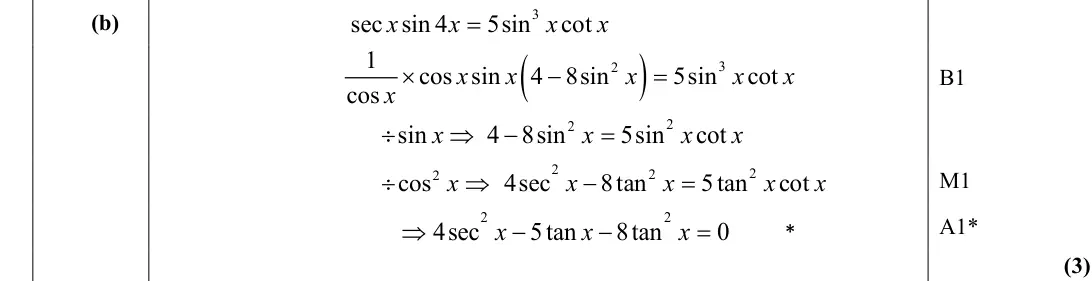 (b) sec x sin 4x = 5 sin³ x cot x
1/cos x × cos x sin x (4 − 8 sin² x) = 5 sin³ x cot x B1
÷ sin x ⇒ 4 − 8 sin² x = 5 sin² x cot x
÷ cos² x ⇒ 4 sec² x − 8 tan² x = 5 tan² x cot x M1
⇒ 4 sec² x − 5 tan x − 8 tan² x = 0 * A1*
(3)